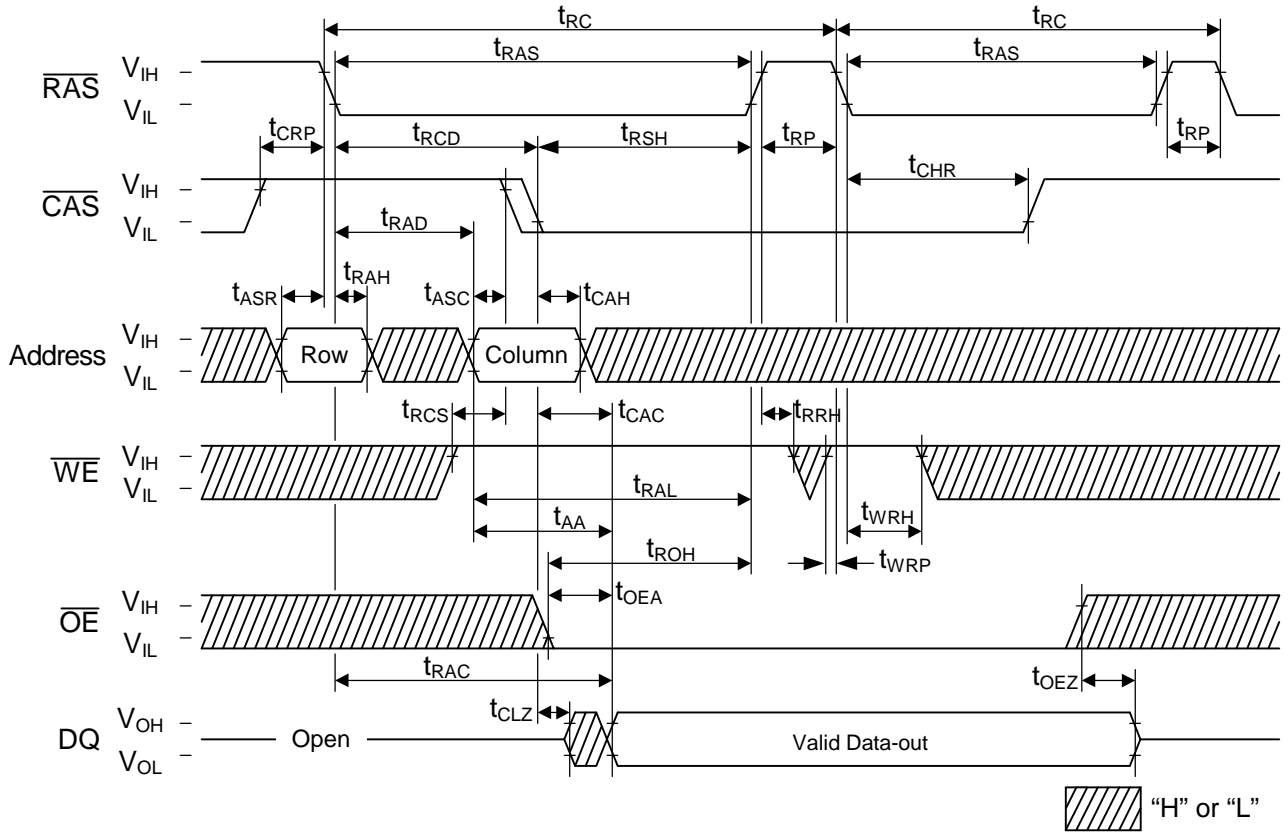 tRC tRC
tRAS tRAS
RAS VIH
VIL
tCRP tRCD tRSH tRP tRP
tCHR
CAS VIH
VIL
tRAD
tASR tRAH tASC tCAH
Address VIH
VIL
Row Column
tRCS tCAC tRRH
WE VIH
VIL
tRAL
tAA tWRH
tROH tWRP
tOEA
OE VIH
VIL
tRAC tOEZ
tCLZ
DQ VOH
VOL
Open Valid Data-out
“H” or “L”